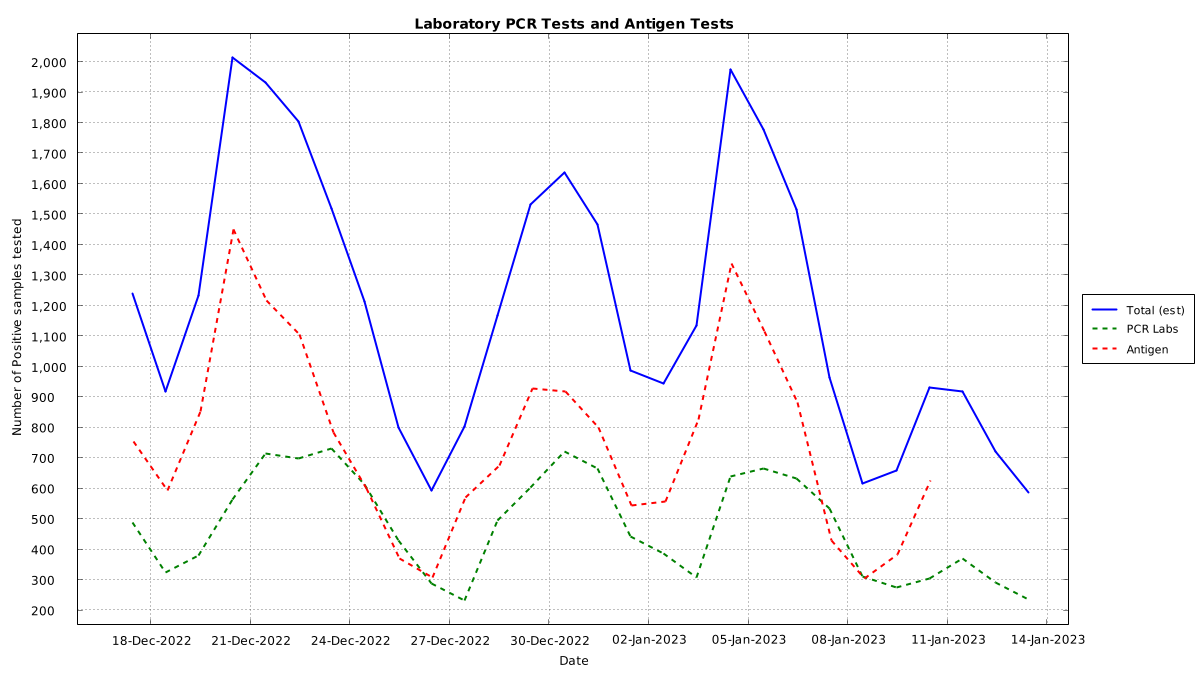 Laboratory PCR Tests and Antigen Tests
Number of Positive samples tested
2,000
1,900
1,800
1,700
1,600
1,500
1,400
1,300
1,200
1,100
1,000
900
800
700
600
500
400
300
200
18-Dec-2022 21-Dec-2022 24-Dec-2022 27-Dec-2022 30-Dec-2022 02-Jan-2023 05-Jan-2023 08-Jan-2023 11-Jan-2023 14-Jan-2023
Date
Total (est)
PCR Labs
Antigen